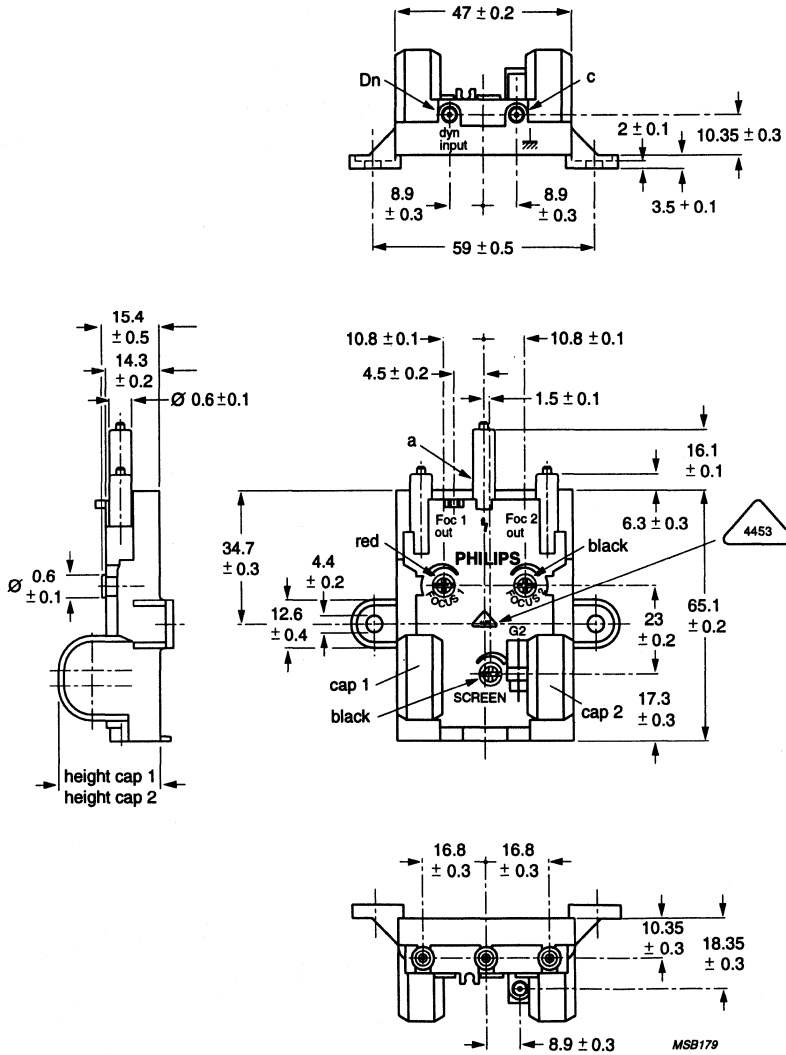 47 ± 0.2
Dn
c
dyn
input
2 ± 0.1
10.35 ± 0.3
8.9
± 0.3
8.9
± 0.3
3.5 + 0.1
59 ± 0.5
15.4
± 0.5
14.3
± 0.2
Ø 0.6 ± 0.1
10.8 ± 0.1
10.8 ± 0.1
4.5 ± 0.2
1.5 ± 0.1
a
16.1
± 0.1
Foc 1
out
Foc 2
out
6.3 ± 0.3
4453
red
PHILIPS
black
34.7
± 0.3
4.4
± 0.2
Ø 0.6
± 0.1
FOCUS 1
FOCUS 2
12.6
± 0.4
23
± 0.2
65.1
± 0.2
G2
cap 1
SCREEN
black
cap 2
17.3
± 0.3
height cap 1
height cap 2
16.8
± 0.3
16.8
± 0.3
10.35
± 0.3
18.35
± 0.3
8.9 ± 0.3
MSB179